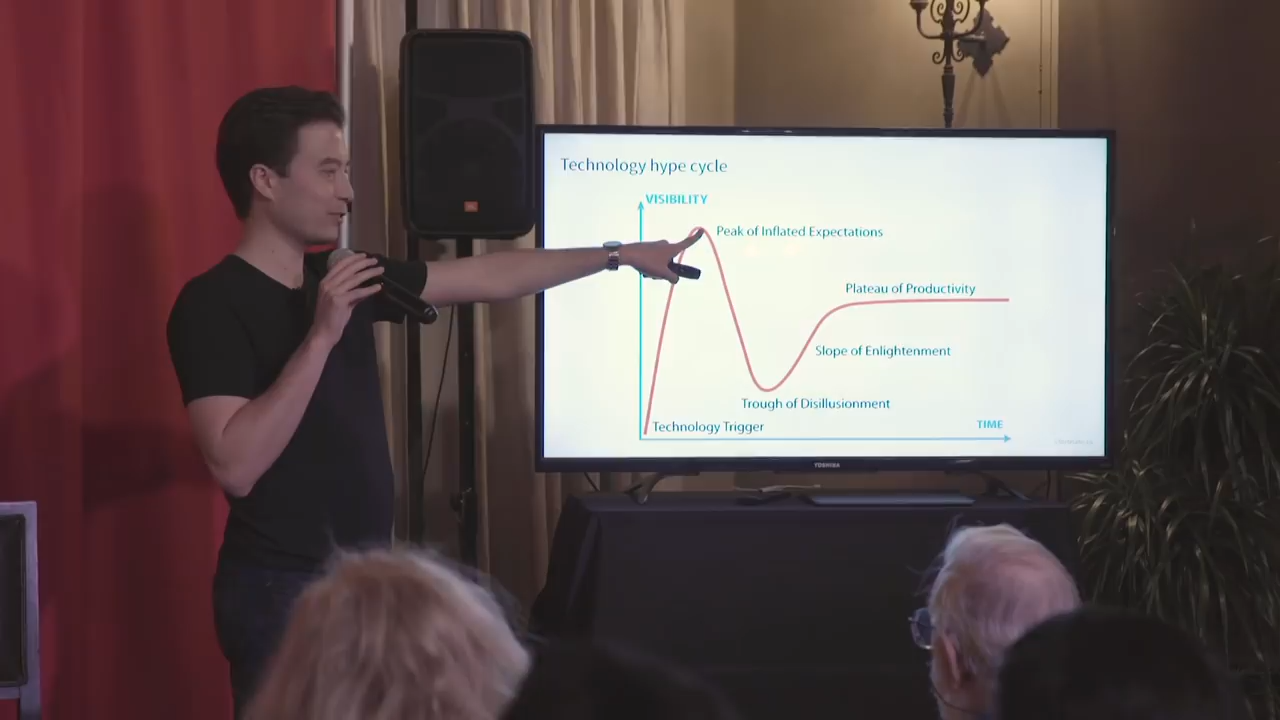 Technology hype cycle
VISIBILITY
Peak of Inflated Expectations
Plateau of Productivity
Slope of Enlightenment
Trough of Disillusionment
Technology Trigger
TIME
TOSHIBA